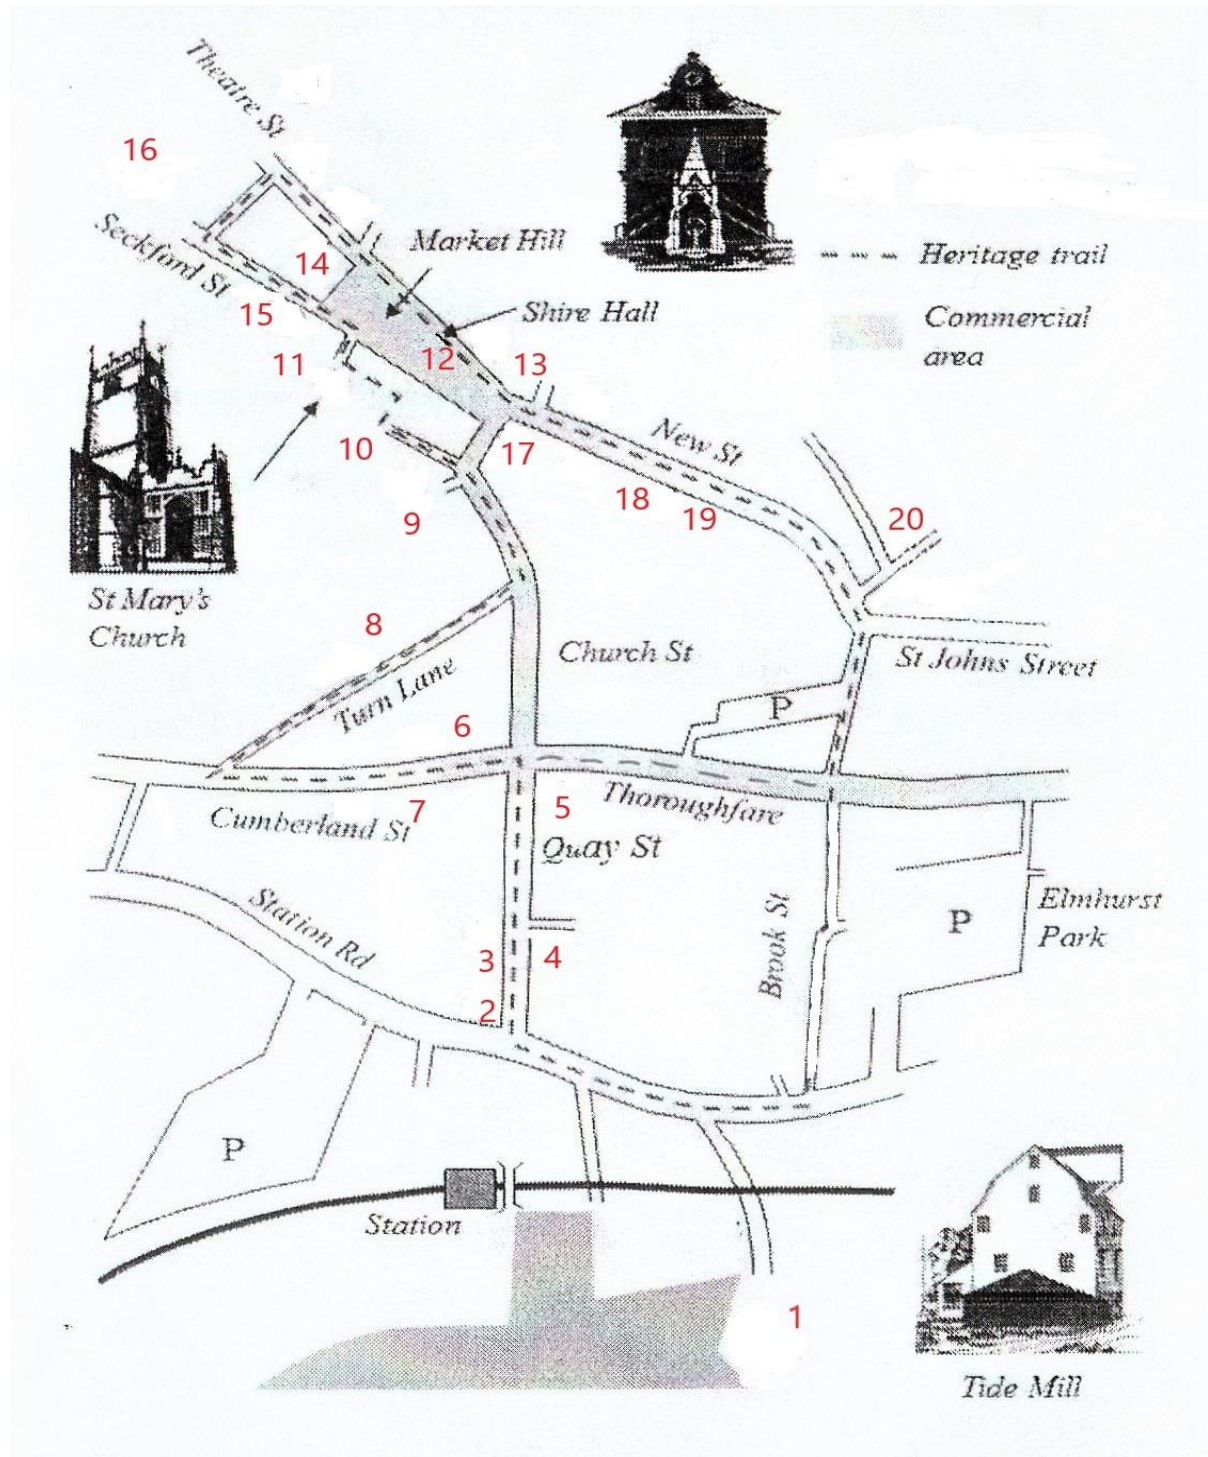 Theatre St
16
Seckford St
14
Market Hill
Heritage trail
15
Shire Hall
Commercial
area
11
12
13
10
17
New St
18
19
9
20
St Mary's
Church
8
Church St
St Johns Street
Turn Lane
P
6
7
5
Thoroughfare
Cumberland St
Quay St
Station Rd
Brook St
P
Elmhurst
Park
3
4
2
P
Station
1
Tide Mill